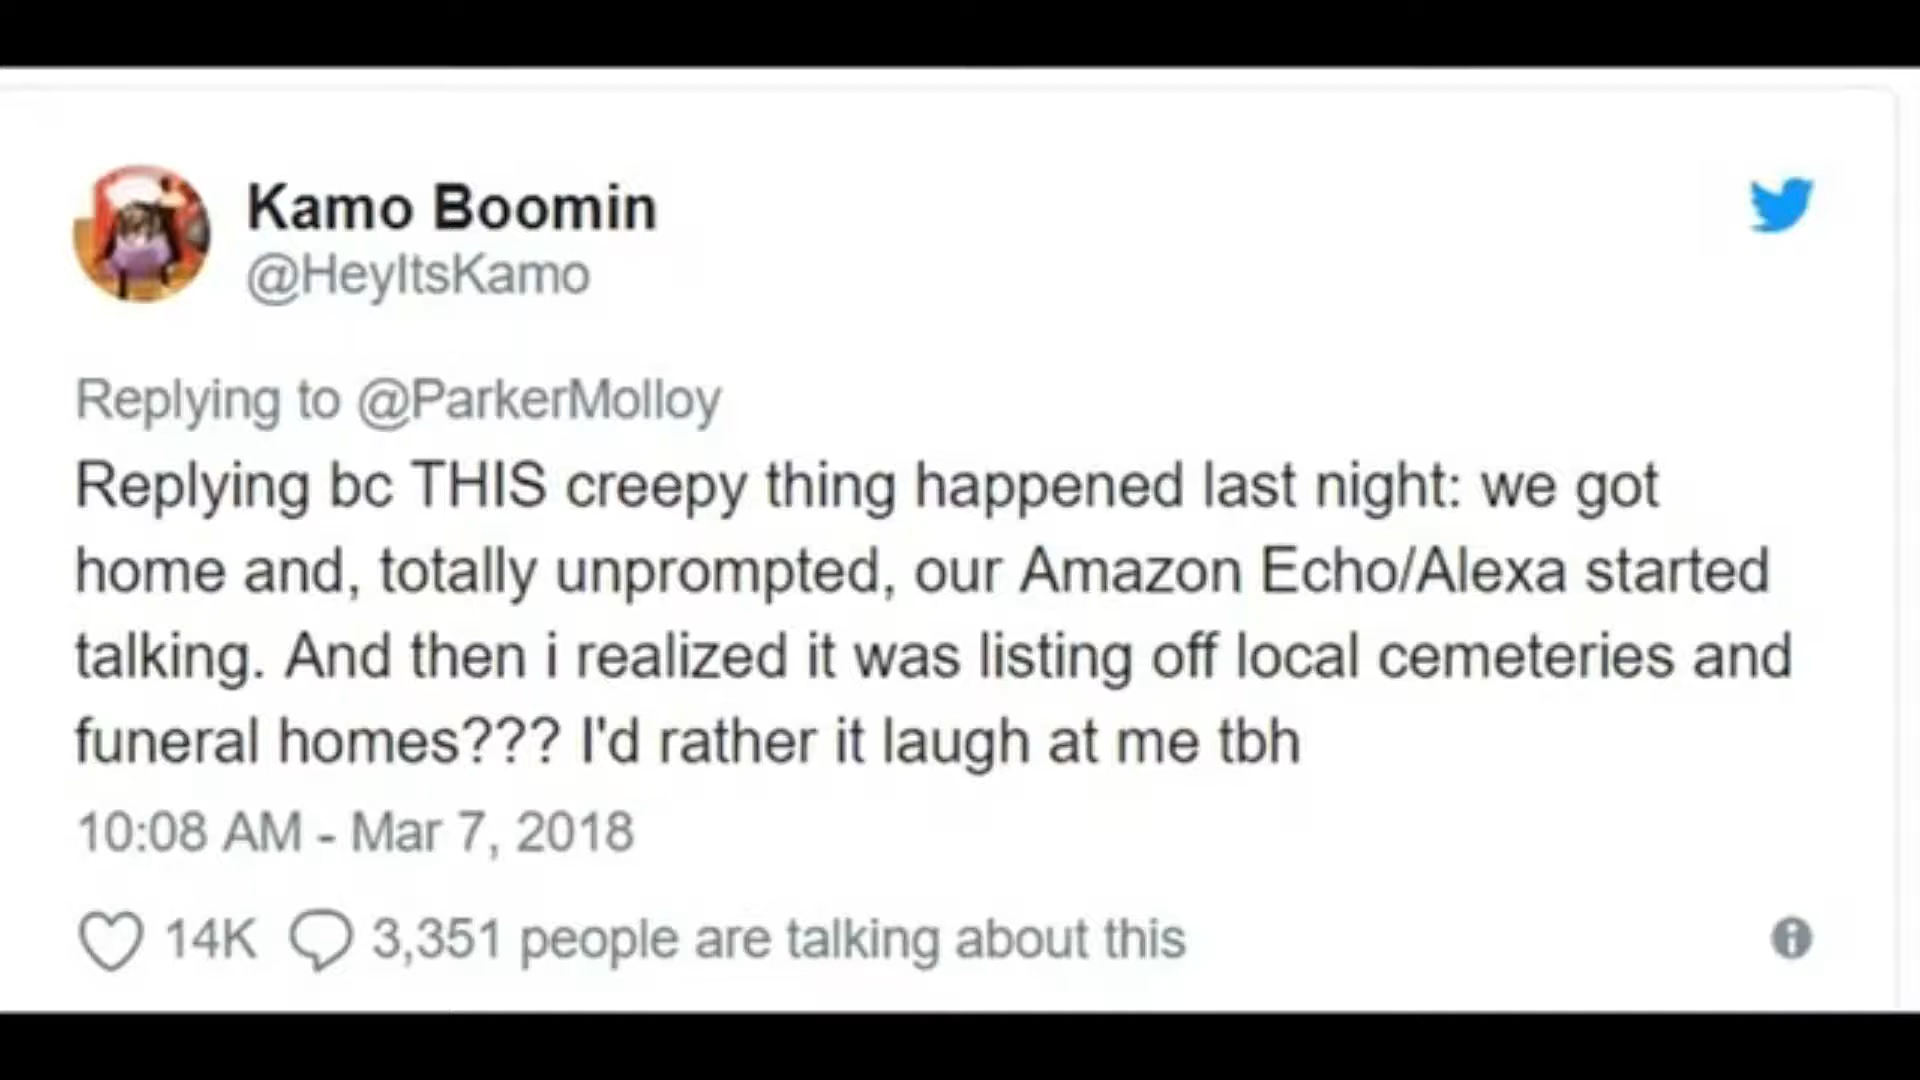 Kamo Boomin
@HeyItsKamo
Replying to @ParkerMolloy
Replying bc THIS creepy thing happened last night: we got
home and, totally unprompted, our Amazon Echo/Alexa started
talking. And then i realized it was listing off local cemeteries and
funeral homes??? I'd rather it laugh at me tbh
10:08 AM - Mar 7, 2018
14K 3,351 people are talking about this